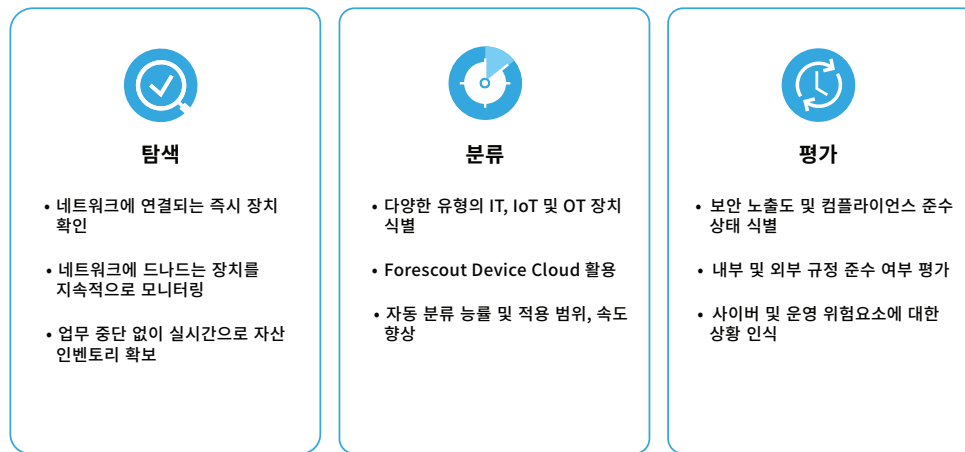 탐색
• 네트워크에 연결되는 즉시 장치
확인
• 네트워크에 드나드는 장치를
지속적으로 모니터링
• 업무 중단 없이 실시간으로 자산
인벤토리 확보
분류
• 다양한 유형의 IT, IoT 및 OT 장치
식별
• Forescout Device Cloud 활용
• 자동 분류 능률 및 적용 범위, 속도
향상
평가
• 보안 노출도 및 컴플라이언스 준수
상태 식별
• 내부 및 외부 규정 준수 여부 평가
• 사이버 및 운영 위험요소에 대한
상황 인식